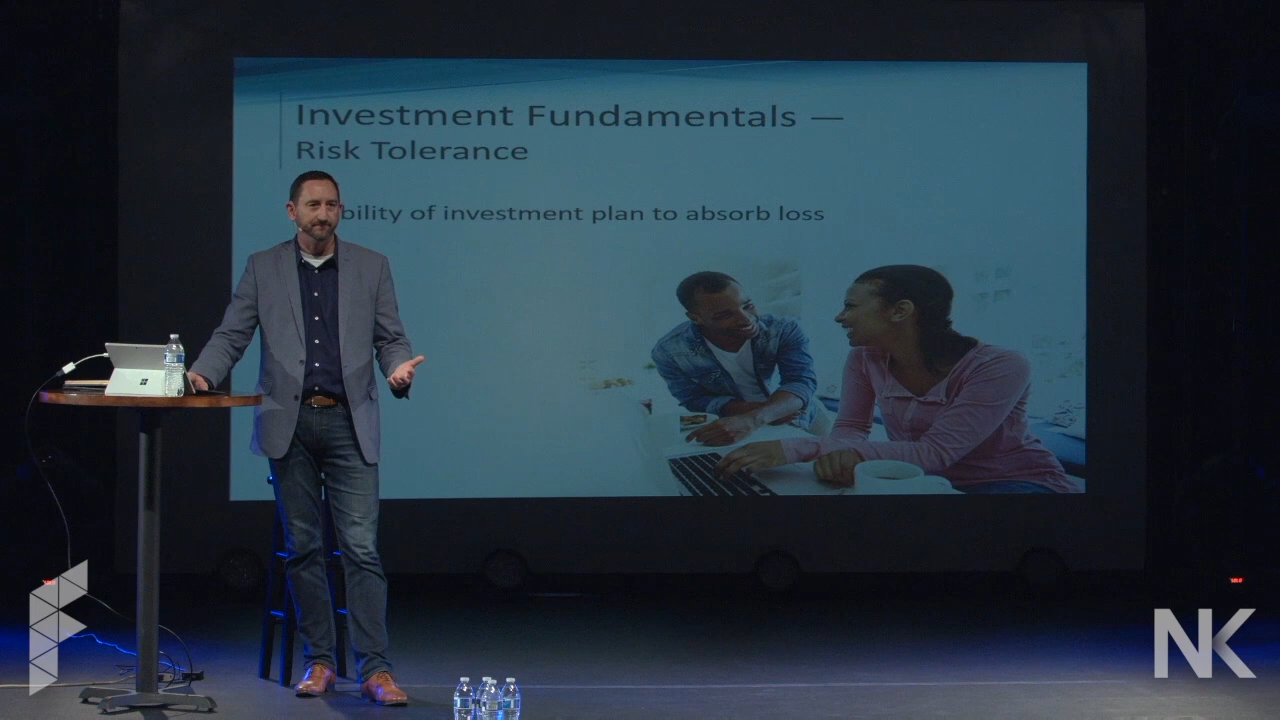 Investment Fundamentals —
Risk Tolerance
bility of investment plan to absorb loss
NK